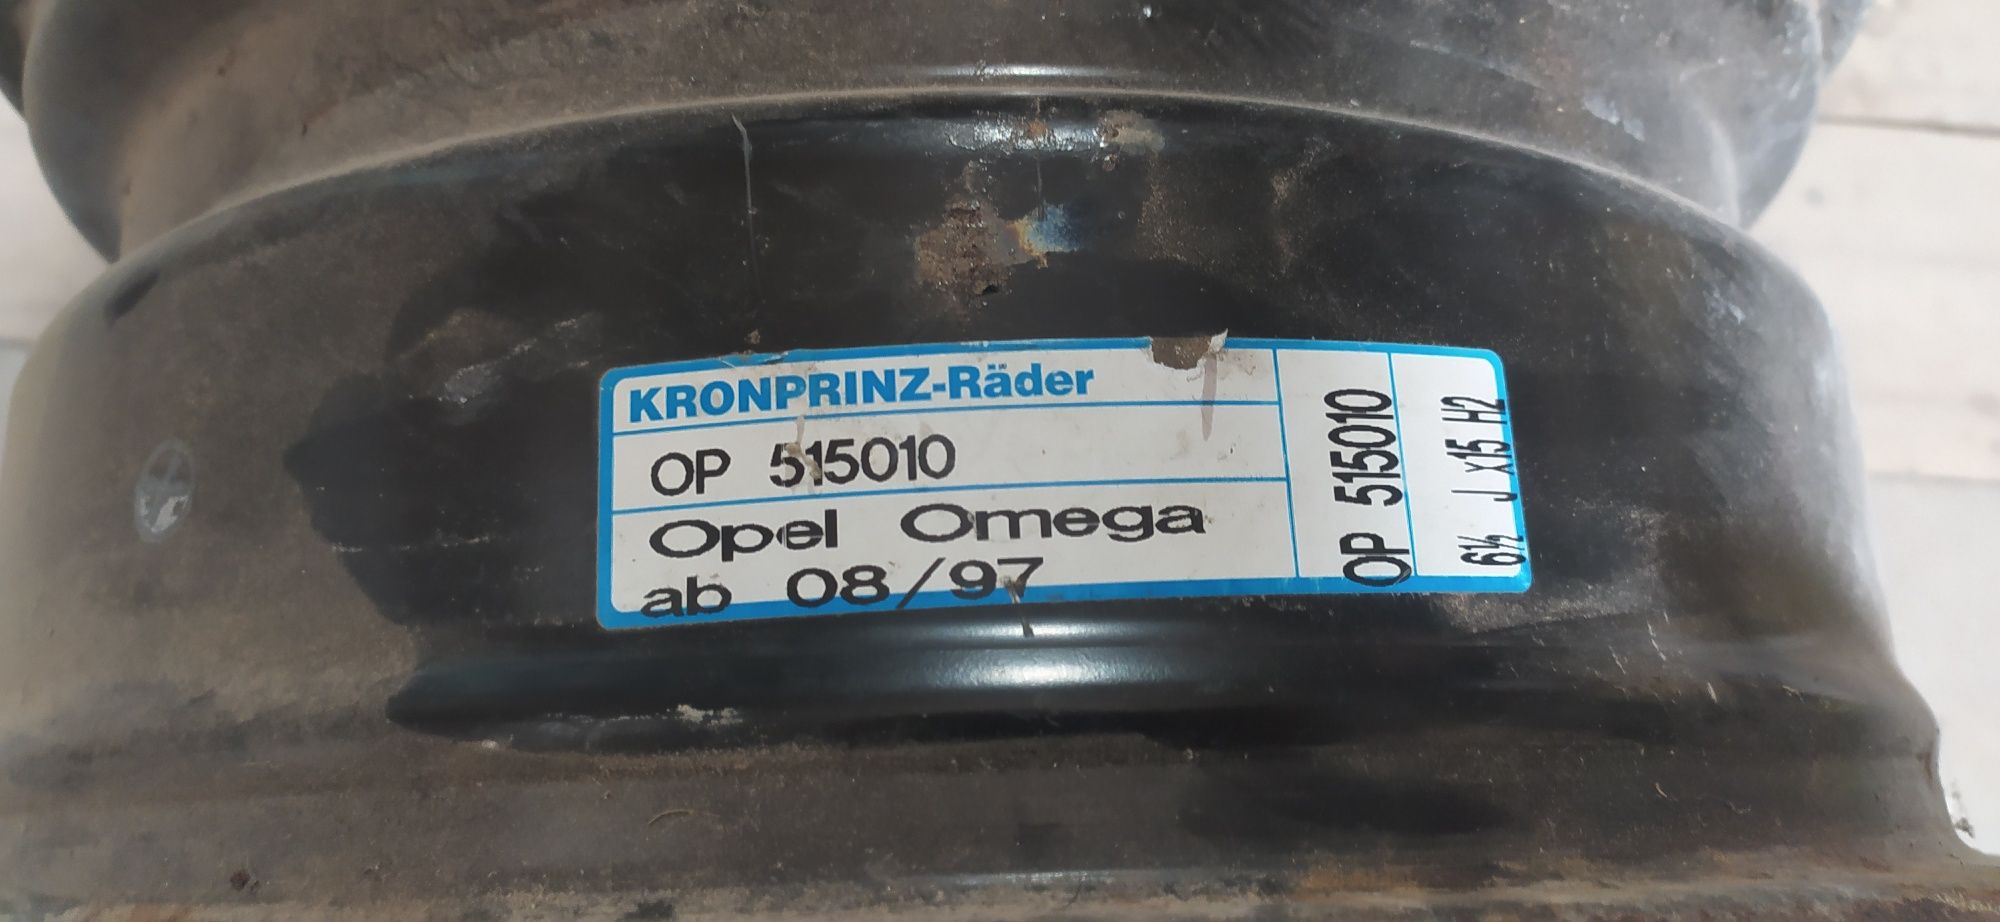 KRONPRINZ-Räder
OP 515010
Opel Omega
ab 08/97
OP 515010
6½ J x15 H2